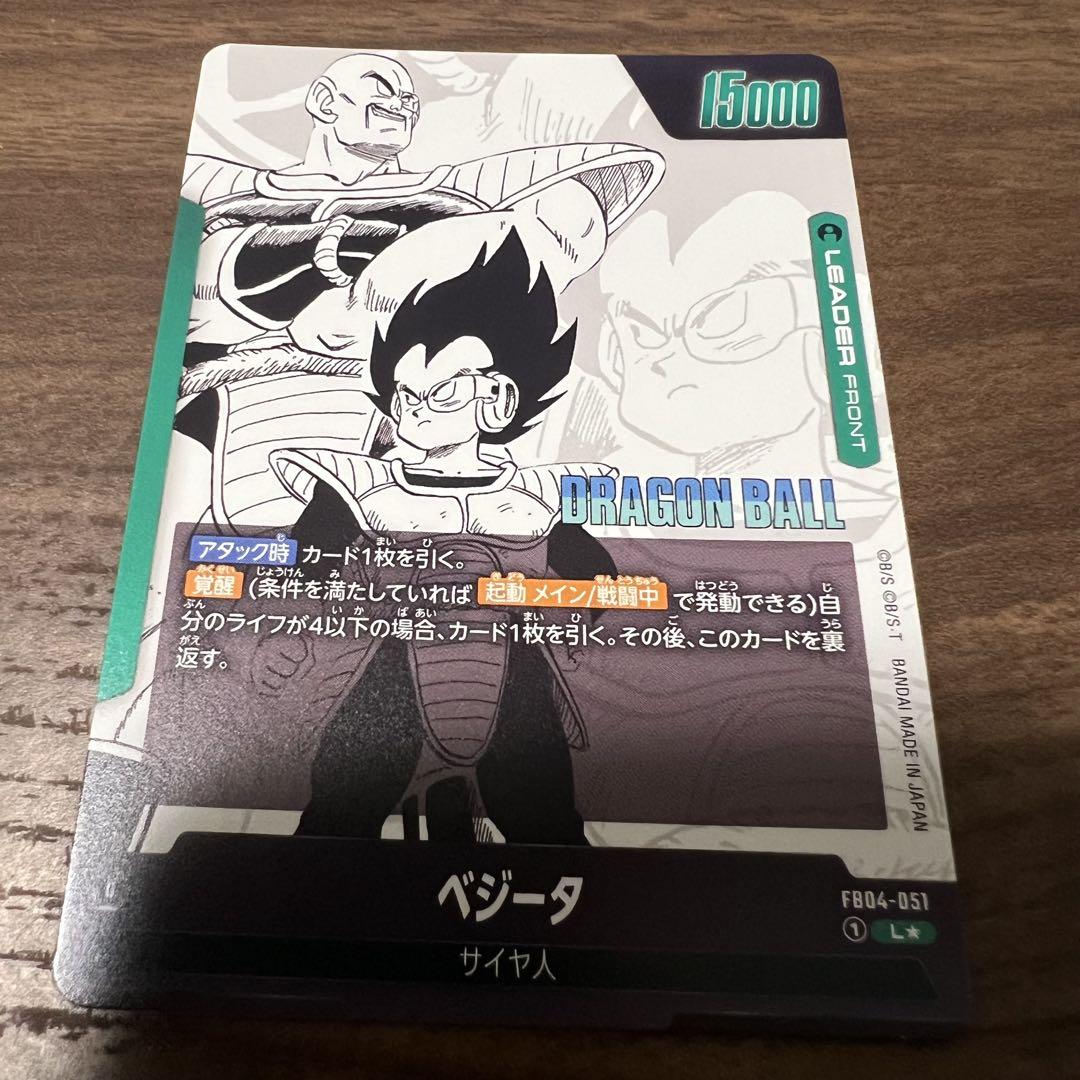 15000
LEADER FRONT
DRAGON BALL
アタック時 カード1枚を引く。
覚醒 (条件を満たしていれば 起動メイン/戦闘中 で発動できる)自
分のライフが4以下の場合、カード1枚を引く。その後、このカードを裏
返す。
©B/S ©B/S・T BANDAI MADE IN JAPAN
ベジータ
サイヤ人
FB04-051
① L★